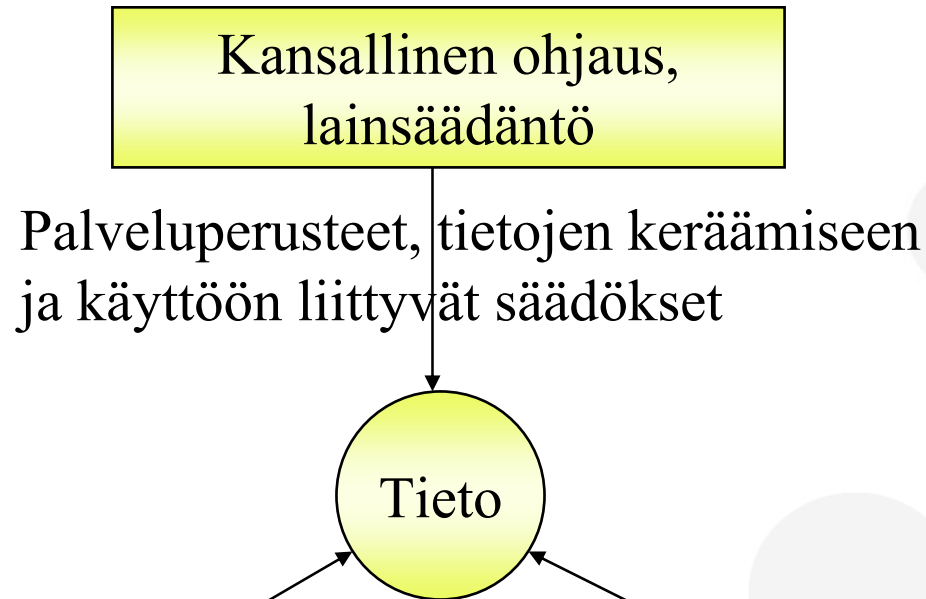 Kansallinen ohjaus,
lainsäädäntö
Palveluperusteet, tietojen keräämiseen
ja käyttöön liittyvät säädökset
Tieto